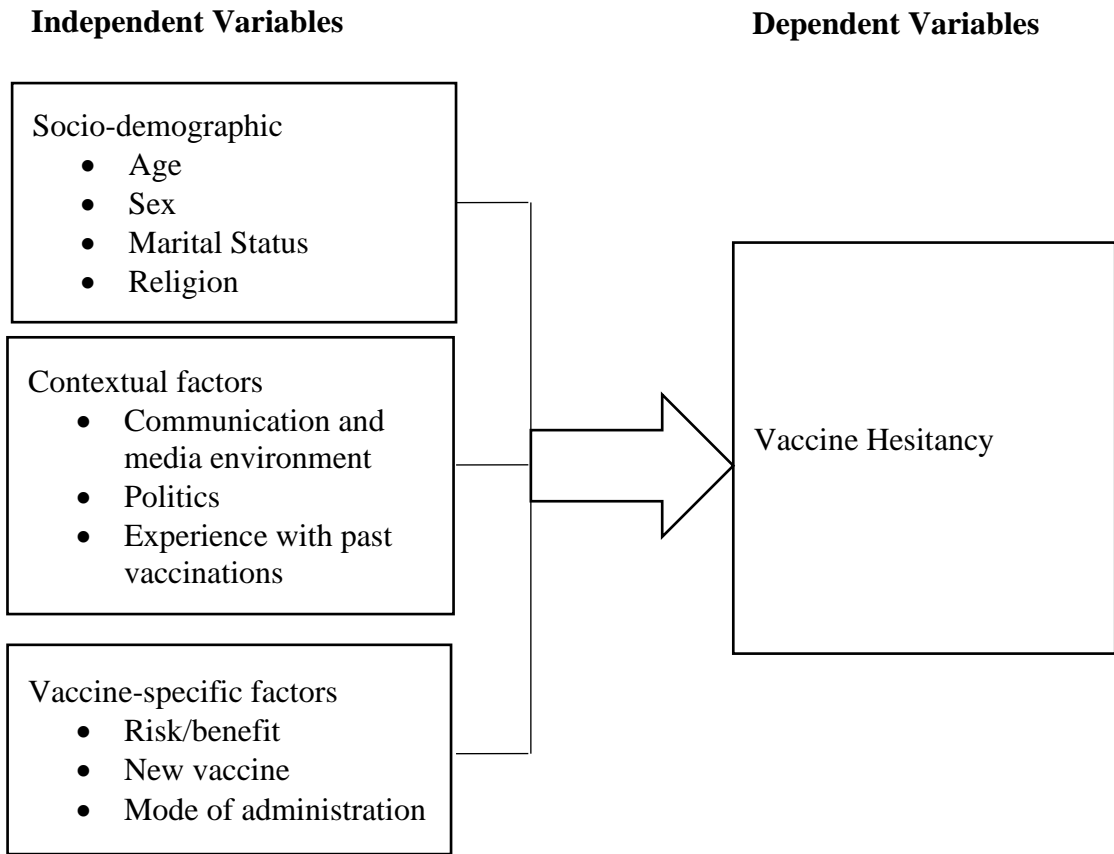 Independent Variables
Dependent Variables
Socio-demographic
• Age
• Sex
• Marital Status
• Religion
Contextual factors
• Communication and
media environment
• Politics
• Experience with past
vaccinations
Vaccine-specific factors
• Risk/benefit
• New vaccine
• Mode of administration
Vaccine Hesitancy